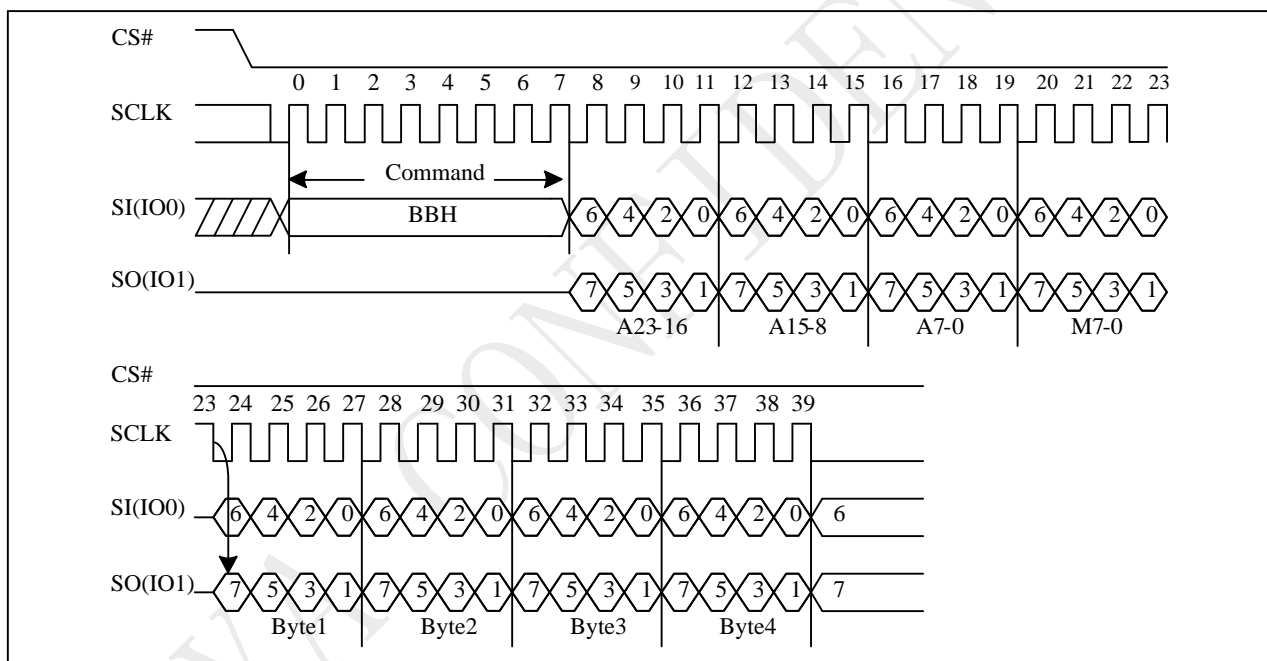 CS#
0 1 2 3 4 5 6 7 8 9 10 11 12 13 14 15 16 17 18 19 20 21 22 23
SCLK
Command
SI(IO0) BBH 6 4 2 0 6 4 2 0 6 4 2 0 6 4 2 0
SO(IO1) 7 5 3 1 7 5 3 1 7 5 3 1 7 5 3 1
A23-16 A15-8 A7-0 M7-0
CS#
23 24 25 26 27 28 29 30 31 32 33 34 35 36 37 38 39
SCLK
SI(IO0) 6 4 2 0 6 4 2 0 6 4 2 0 6 4 2 0 6
SO(IO1) 7 5 3 1 7 5 3 1 7 5 3 1 7 5 3 1 7
Byte1 Byte2 Byte3 Byte4